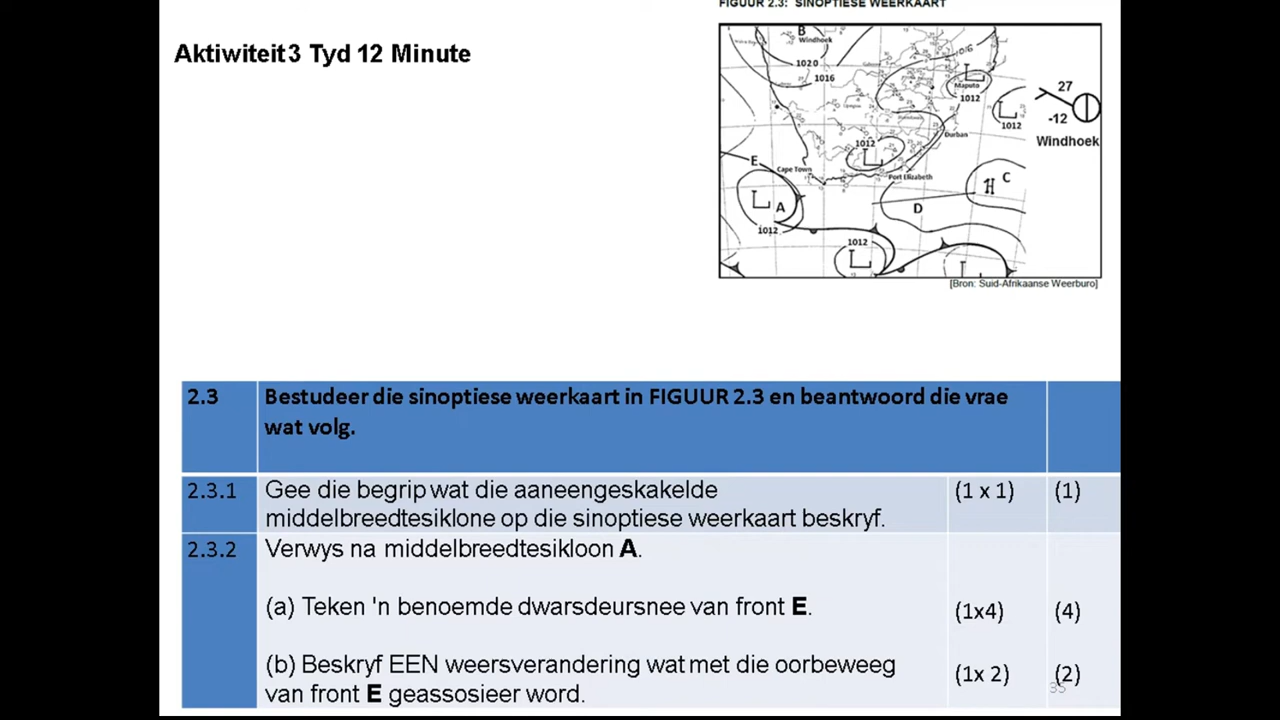 FIGUUR 2.3: SINOPTIESE WEERKAART
Aktiwiteit3 Tyd 12 Minute
B
Windhoek
1020
1016
L
Maputo
1012
L
1012
27
-12
Windhoek
Durban
1012
L
E
Cape Town
Port Elizabeth
L
A
1012
H
C
D
1012
L
L
[Bron: Suid-Afrikaanse Weerburo]
2.3 Bestudeer die sinoptiese weerkaart in FIGUUR 2.3 en beantwoord die vrae
wat volg.
2.3.1 Gee die begrip wat die aaneengeskakelde (1 x 1) (1)
middelbreedtesiklone op die sinoptiese weerkaart beskryf.
2.3.2 Verwys na middelbreedtesikloon A.
(a) Teken 'n benoemde dwarsdeursnee van front E. (1x4) (4)
(b) Beskryf EEN weersverandering wat met die oorbeweeg (1x 2) (2)
van front E geassosieer word.
35